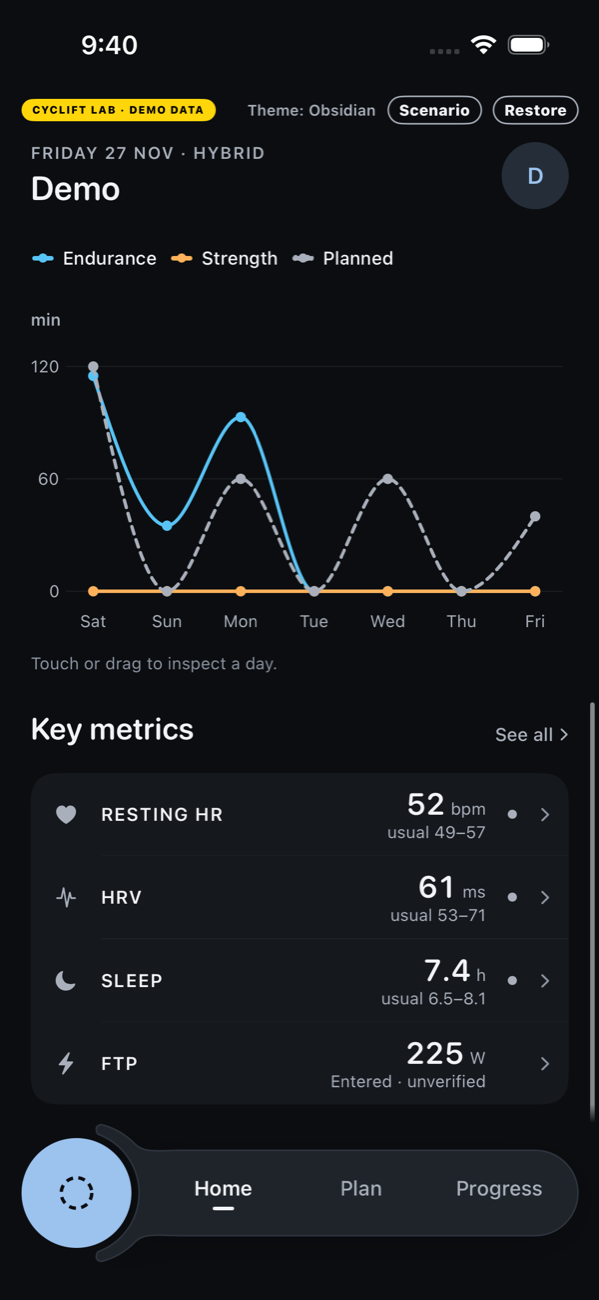 9:40
CYCLIFT LAB · DEMO DATA Theme: Obsidian Scenario Restore
FRIDAY 27 NOV · HYBRID
Demo
D
Endurance Strength Planned
min
120
60
0
Sat Sun Mon Tue Wed Thu Fri
Touch or drag to inspect a day.
Key metrics See all
RESTING HR 52 bpm
usual 49–57
HRV 61 ms
usual 53–71
SLEEP 7.4 h
usual 6.5–8.1
FTP 225 W
Entered · unverified
Home Plan Progress